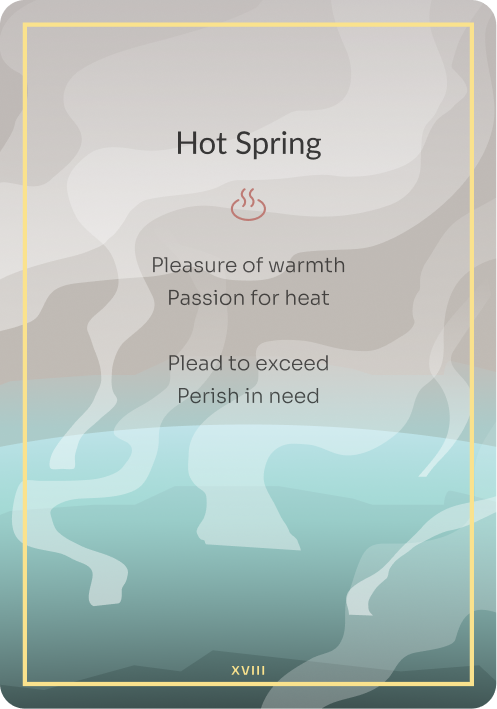 Hot Spring
Pleasure of warmth
Passion for heat
Plead to exceed
Perish in need
XVIII